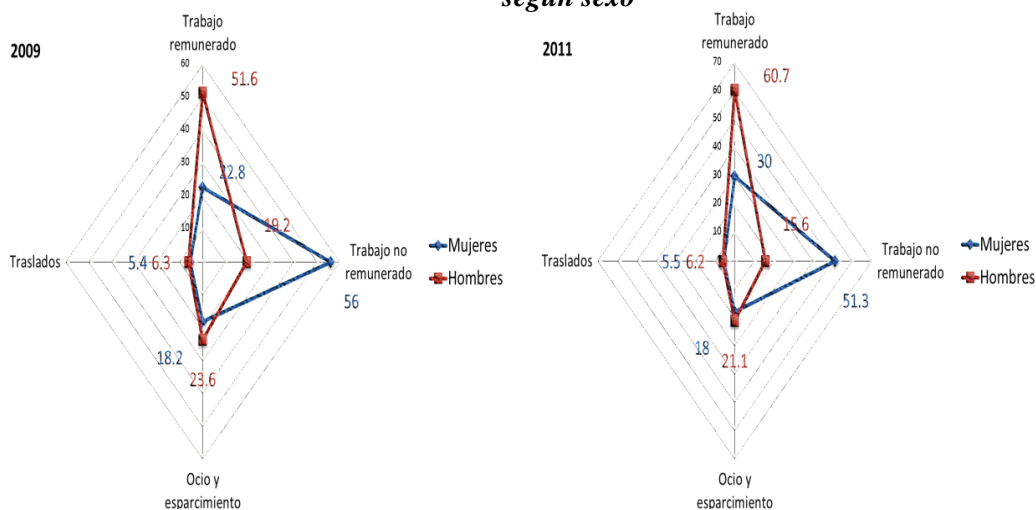 según sexo
2009
Trabajo
remunerado
60
50
40
30
20
10
51.6
22.8
19.2
Traslados
5.4
6.3
Trabajo no
remunerado
56
18.2
23.6
Ocio y
esparcimiento
Mujeres
Hombres
2011
Trabajo
remunerado
70
60
50
40
30
20
10
60.7
30
15.6
Traslados
5.5
6.2
Trabajo no
remunerado
51.3
18
21.1
Ocio y
esparcimiento
Mujeres
Hombres